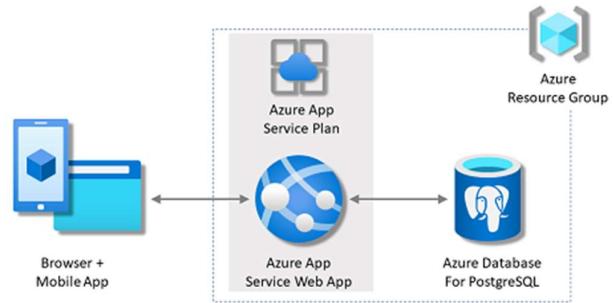 Azure
Resource Group
Azure App
Service Plan
Browser +
Mobile App
Azure App
Service Web App
Azure Database
For PostgreSQL